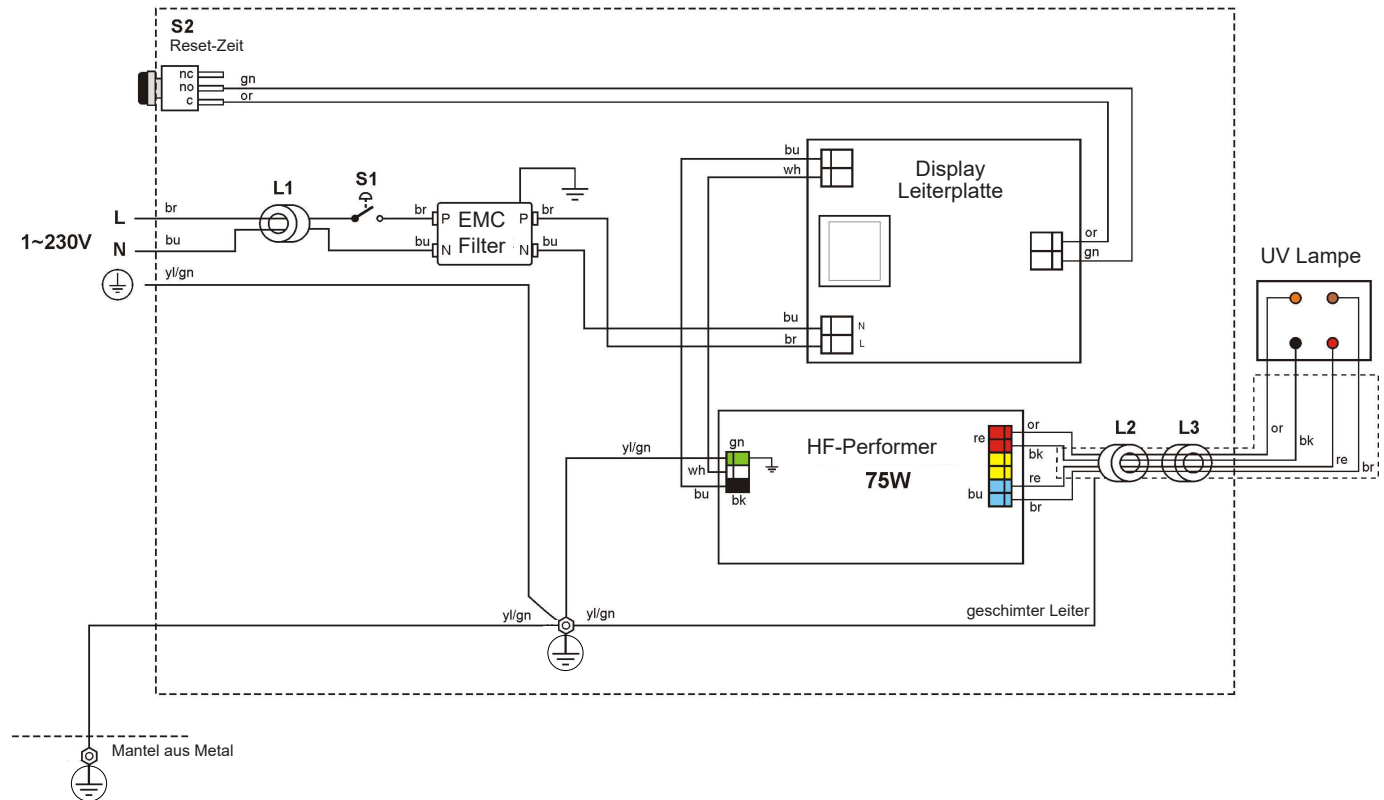 S2
Reset-Zeit
nc
no
c
gn
or
L1
S1
L
br
1~230V
N
bu
yl/gn
br
P
EMC
Filter
P
br
bu
N
N
bu
bu
wh
Display
Leiterplatte
or
gn
bu
N
br
L
UV Lampe
or
bk
re
br
L2
L3
HF-Performer
75W
yl/gn
gn
wh
bu
bk
re
or
bk
re
bu
br
yl/gn
yl/gn
geschimter Leiter
Mantel aus Metal